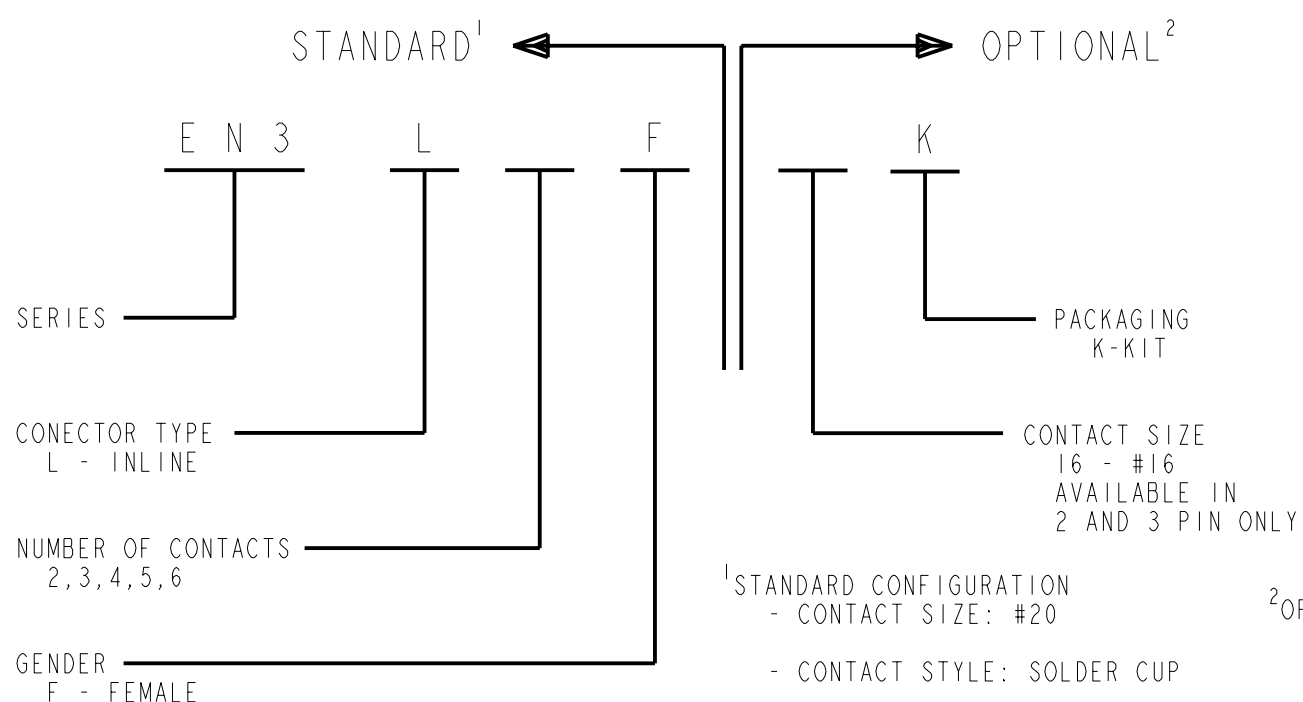 STANDARD¹ OPTIONAL²
EN3 L F K
SERIES
PACKAGING
K-KIT
CONECTOR TYPE
L - INLINE
CONTACT SIZE
16 - #16
AVAILABLE IN
2 AND 3 PIN ONLY
NUMBER OF CONTACTS
2,3,4,5,6
GENDER
F - FEMALE
¹STANDARD CONFIGURATION
- CONTACT SIZE: #20
- CONTACT STYLE: SOLDER CUP